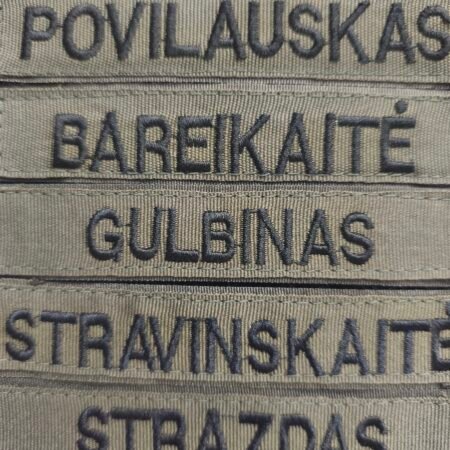 POVILAUSKAS
BAREIKAITĖ
GULBINAS
STRAVINSKAITĖ
STRAZDAS